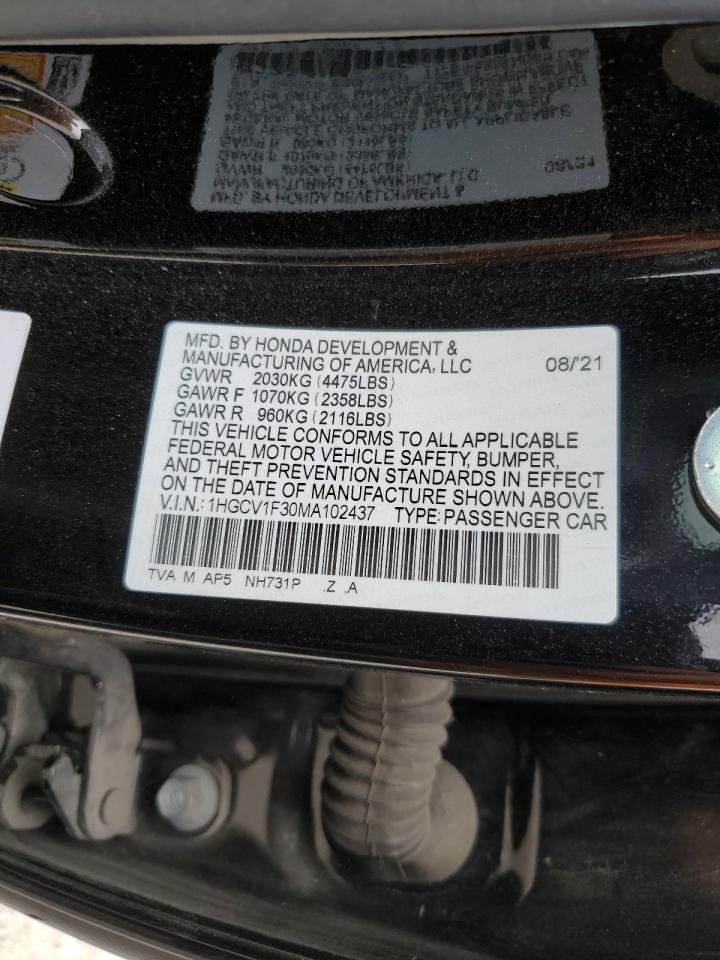 MFD. BY HONDA DEVELOPMENT &
MANUFACTURING OF AMERICA, LLC 08/'21
GVWR 2030KG (4475LBS)
GAWR F 1070KG (2358LBS)
GAWR R 960KG (2116LBS)
THIS VEHICLE CONFORMS TO ALL APPLICABLE
FEDERAL MOTOR VEHICLE SAFETY, BUMPER,
AND THEFT PREVENTION STANDARDS IN EFFECT
ON THE DATE OF MANUFACTURE SHOWN ABOVE.
V.I.N.: 1HGCV1F30MA102437 TYPE: PASSENGER CAR
TVA M AP5 NH731P .Z .A